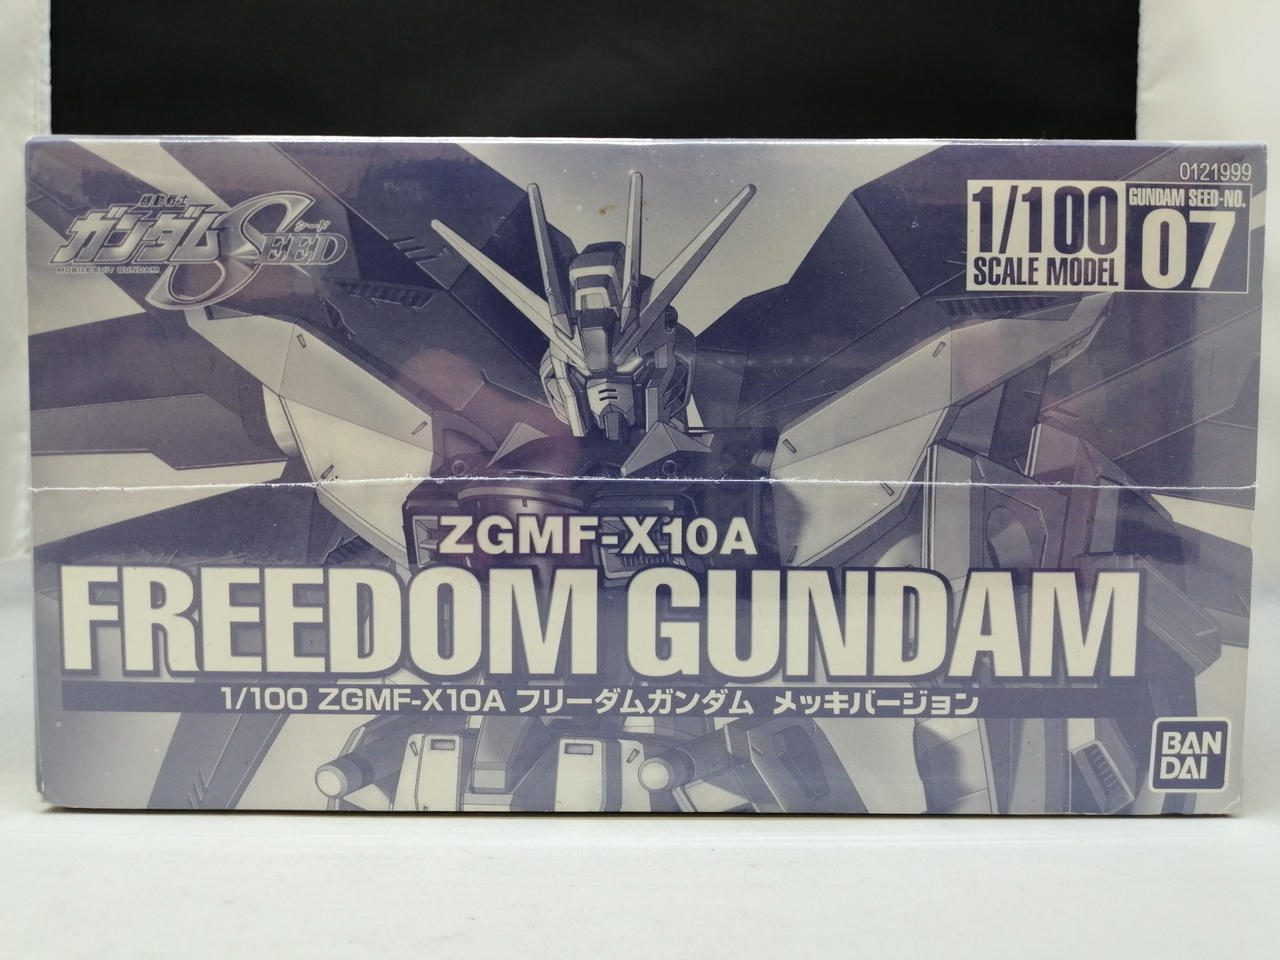 0121999
機動戦士
ガンダムSEED
シード
MOBILE SUIT GUNDAM
1/100
SCALE MODEL
GUNDAM SEED-NO.
07
ZGMF-X10A
FREEDOM GUNDAM
1/100 ZGMF-X10A フリーダムガンダム メッキバージョン
BAN
DAI